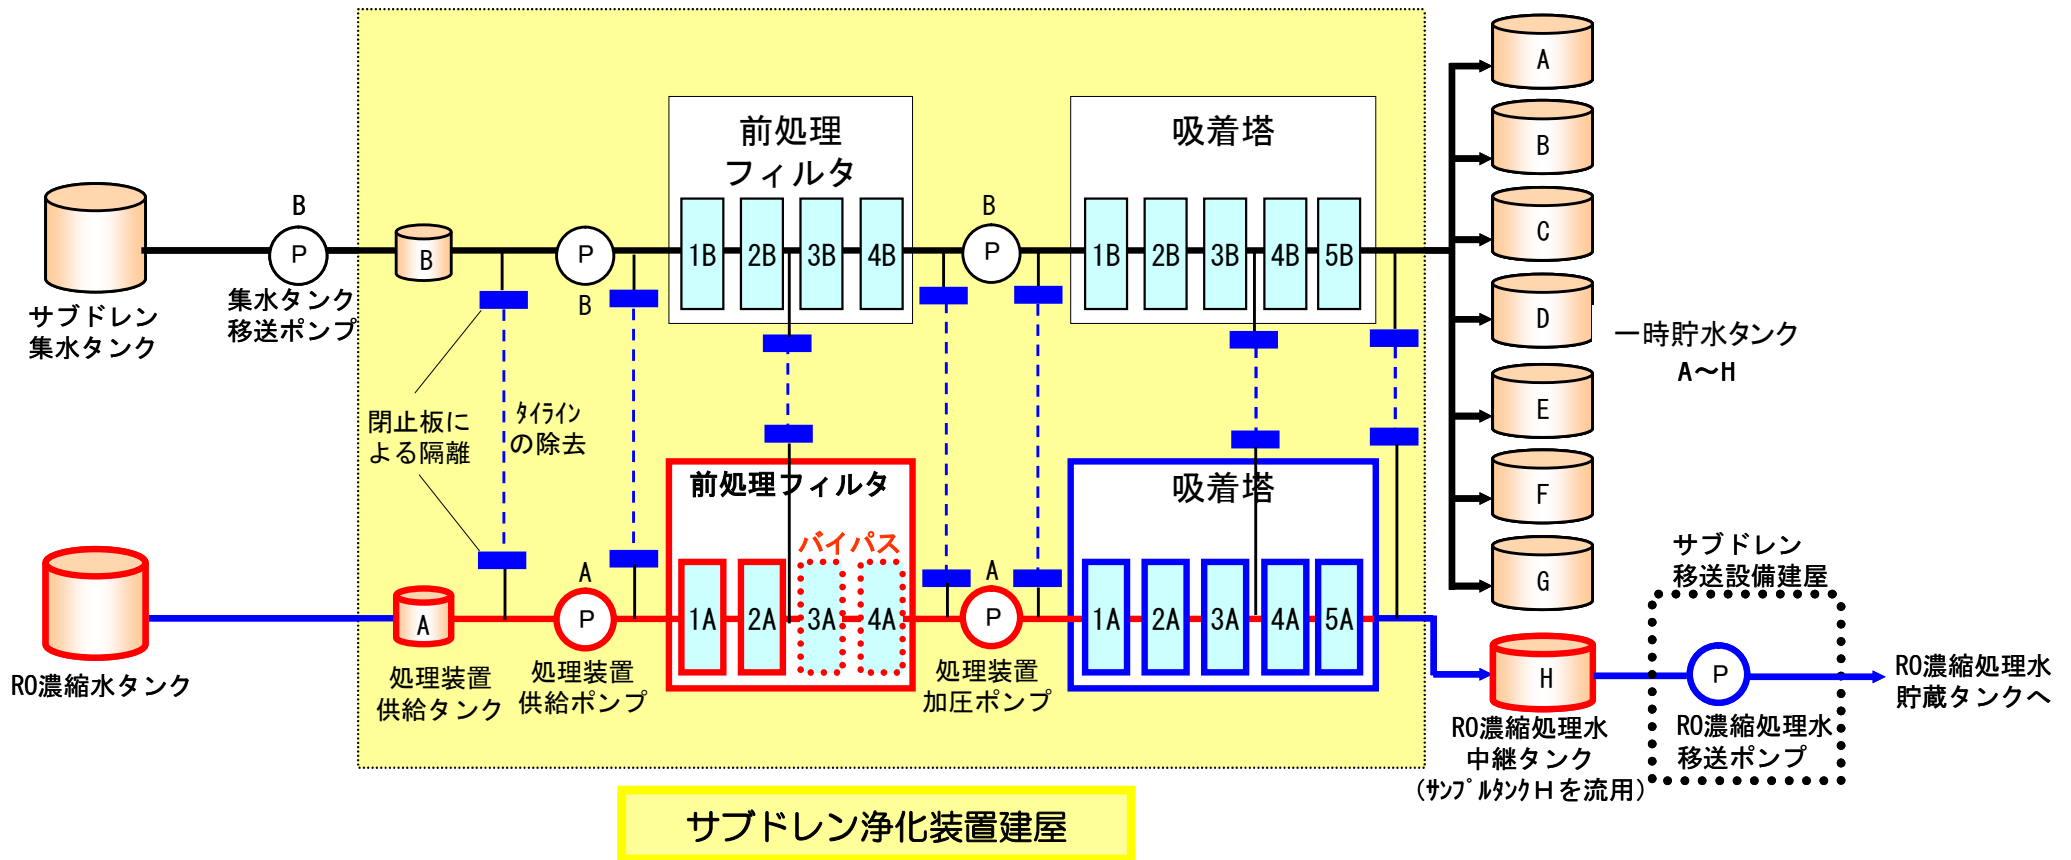 サブドレン
集水タンク
B
P
集水タンク
移送ポンプ
B
P
B
前処理
フィルタ
1B
2B
3B
4B
B
P
吸着塔
1B
2B
3B
4B
5B
A
B
C
D
E
F
G
一時貯水タンク
A～H
閉止板に
よる隔離
ﾀｲﾗｲﾝ
の除去
RO濃縮水タンク
A
処理装置
供給タンク
A
P
処理装置
供給ポンプ
前処理フィルタ
バイパス
1A
2A
3A
4A
A
P
処理装置
加圧ポンプ
吸着塔
1A
2A
3A
4A
5A
H
RO濃縮処理水
中継タンク
(ｻﾝﾌﾟﾙﾀﾝｸHを流用)
サブドレン
移送設備建屋
P
RO濃縮処理水
移送ポンプ
RO濃縮処理水
貯蔵タンクへ
サブドレン浄化装置建屋